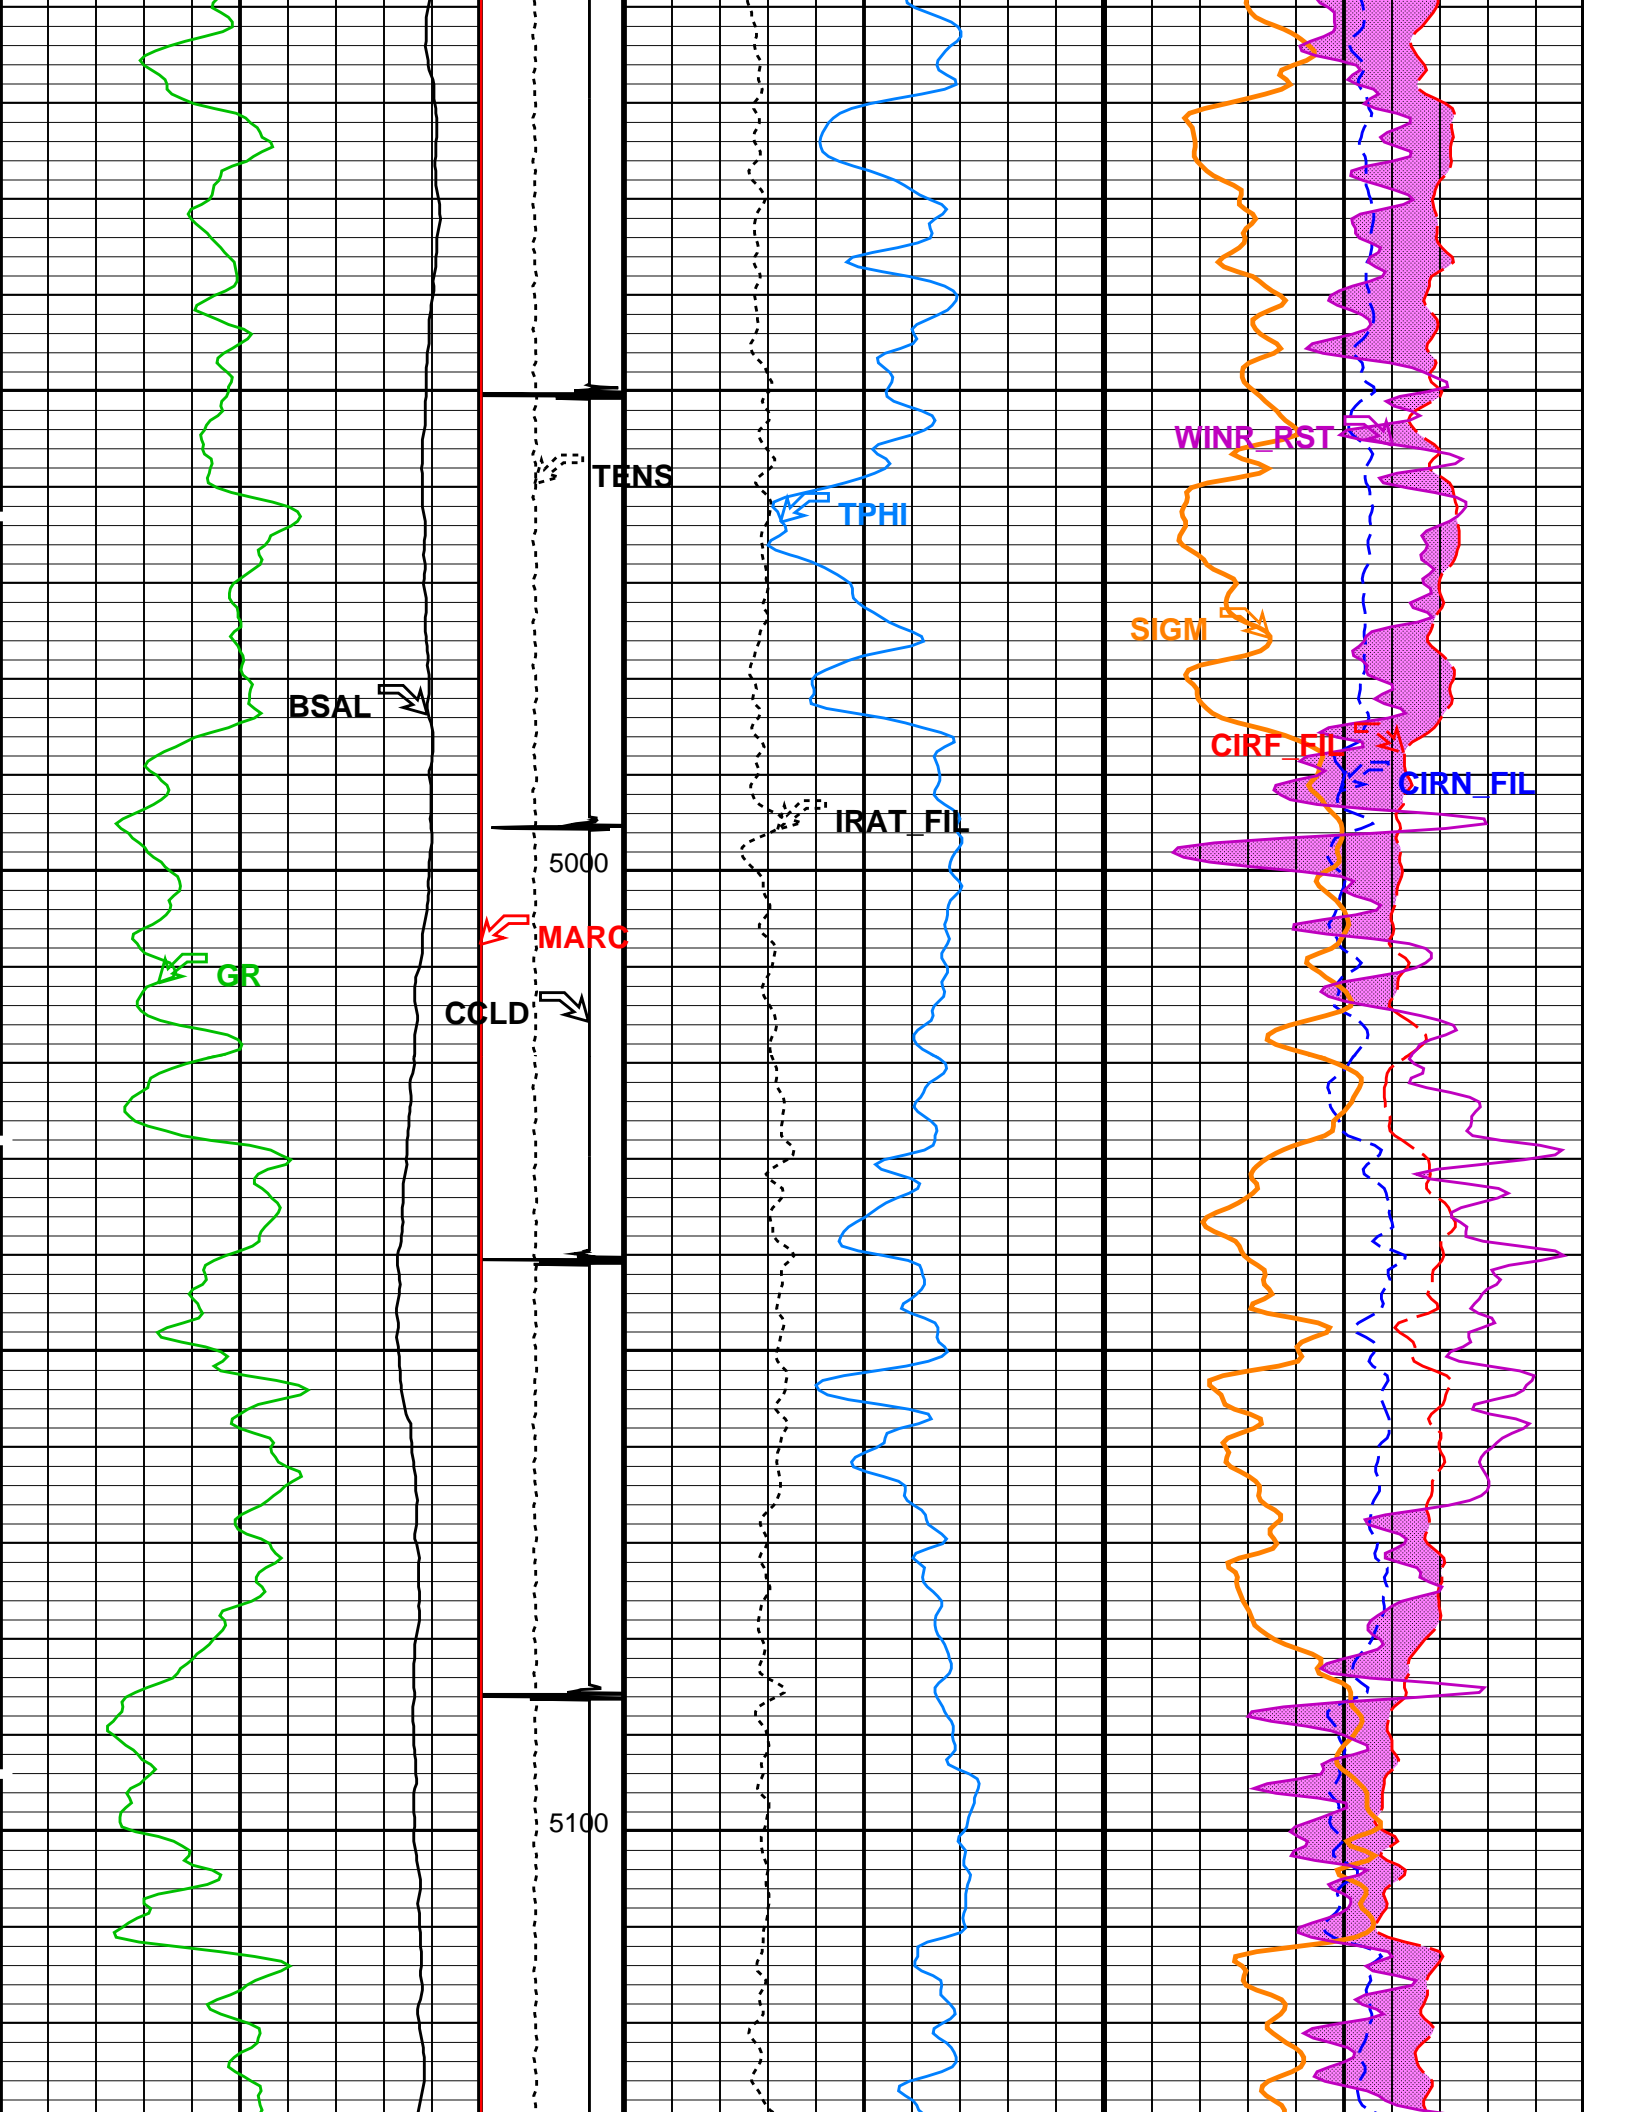 WINR_RST
TENS
TPHI
SIGM
BSAL
CIRF_FIL
CIRN_FIL
IRAT_FIL
5000
MARC
GR
CCLD
5100